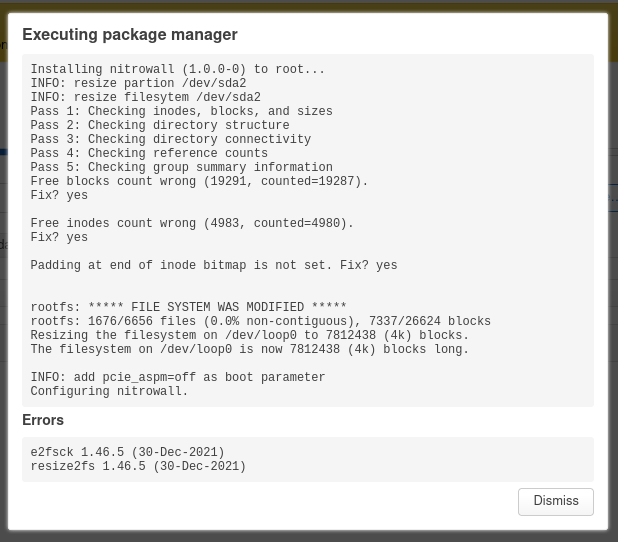 Executing package manager
Installing nitrowall (1.0.0-0) to root...
INFO: resize partion /dev/sda2
INFO: resize filesytem /dev/sda2
Pass 1: Checking inodes, blocks, and sizes
Pass 2: Checking directory structure
Pass 3: Checking directory connectivity
Pass 4: Checking reference counts
Pass 5: Checking group summary information
Free blocks count wrong (19291, counted=19287).
Fix? yes
Free inodes count wrong (4983, counted=4980).
Fix? yes
Padding at end of inode bitmap is not set. Fix? yes
rootfs: ***** FILE SYSTEM WAS MODIFIED *****
rootfs: 1676/6656 files (0.0% non-contiguous), 7337/26624 blocks
Resizing the filesystem on /dev/loop0 to 7812438 (4k) blocks.
The filesystem on /dev/loop0 is now 7812438 (4k) blocks long.
INFO: add pcie_aspm=off as boot parameter
Configuring nitrowall.
Errors
e2fsck 1.46.5 (30-Dec-2021)
resize2fs 1.46.5 (30-Dec-2021)
Dismiss